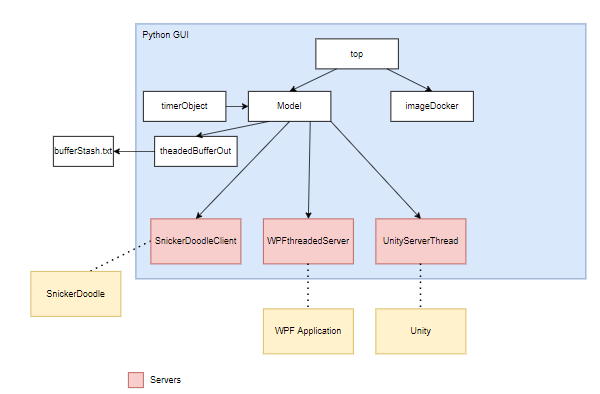 Python GUI
top
timerObject
Model
imageDocker
bufferStash.txt
theadedBufferOut
SnickerDoodleClient
WPFthreadedServer
UnityServerThread
SnickerDoodle
WPF Application
Unity
Servers